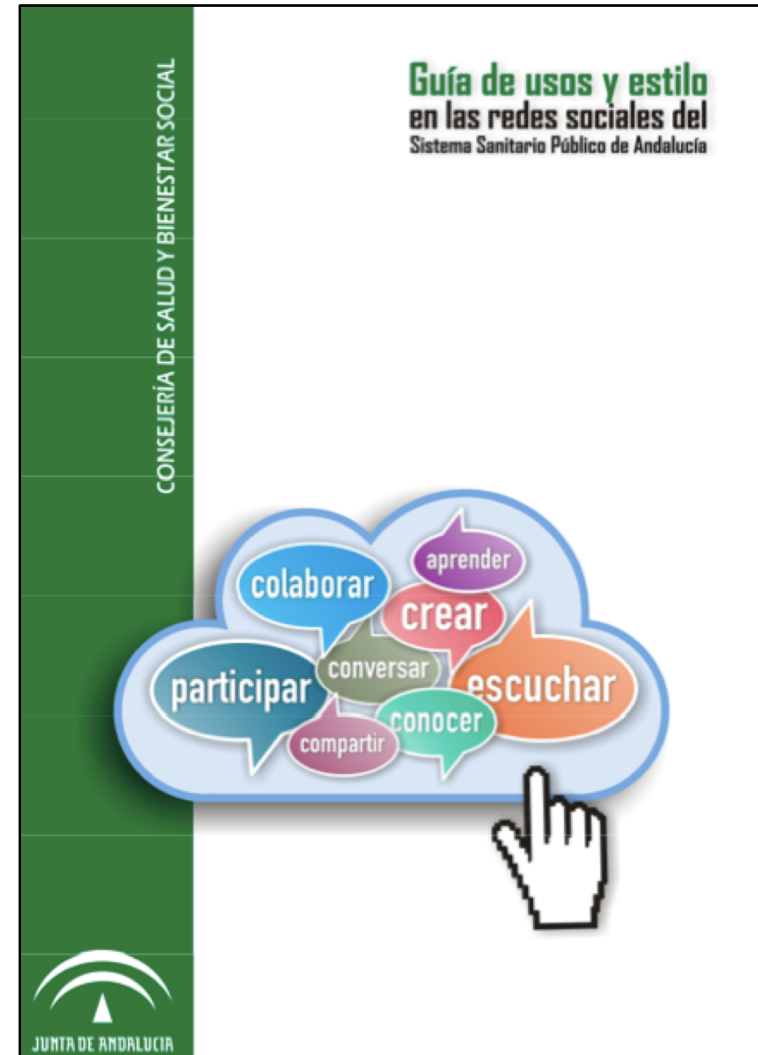 CONSEJERÍA DE SALUD Y BIENESTAR SOCIAL
Guía de usos y estilo
en las redes sociales del
Sistema Sanitario Público de Andalucía
aprender
colaborar
crear
conversar
participar
escuchar
conocer
compartir
JUNTA DE ANDALUCIA